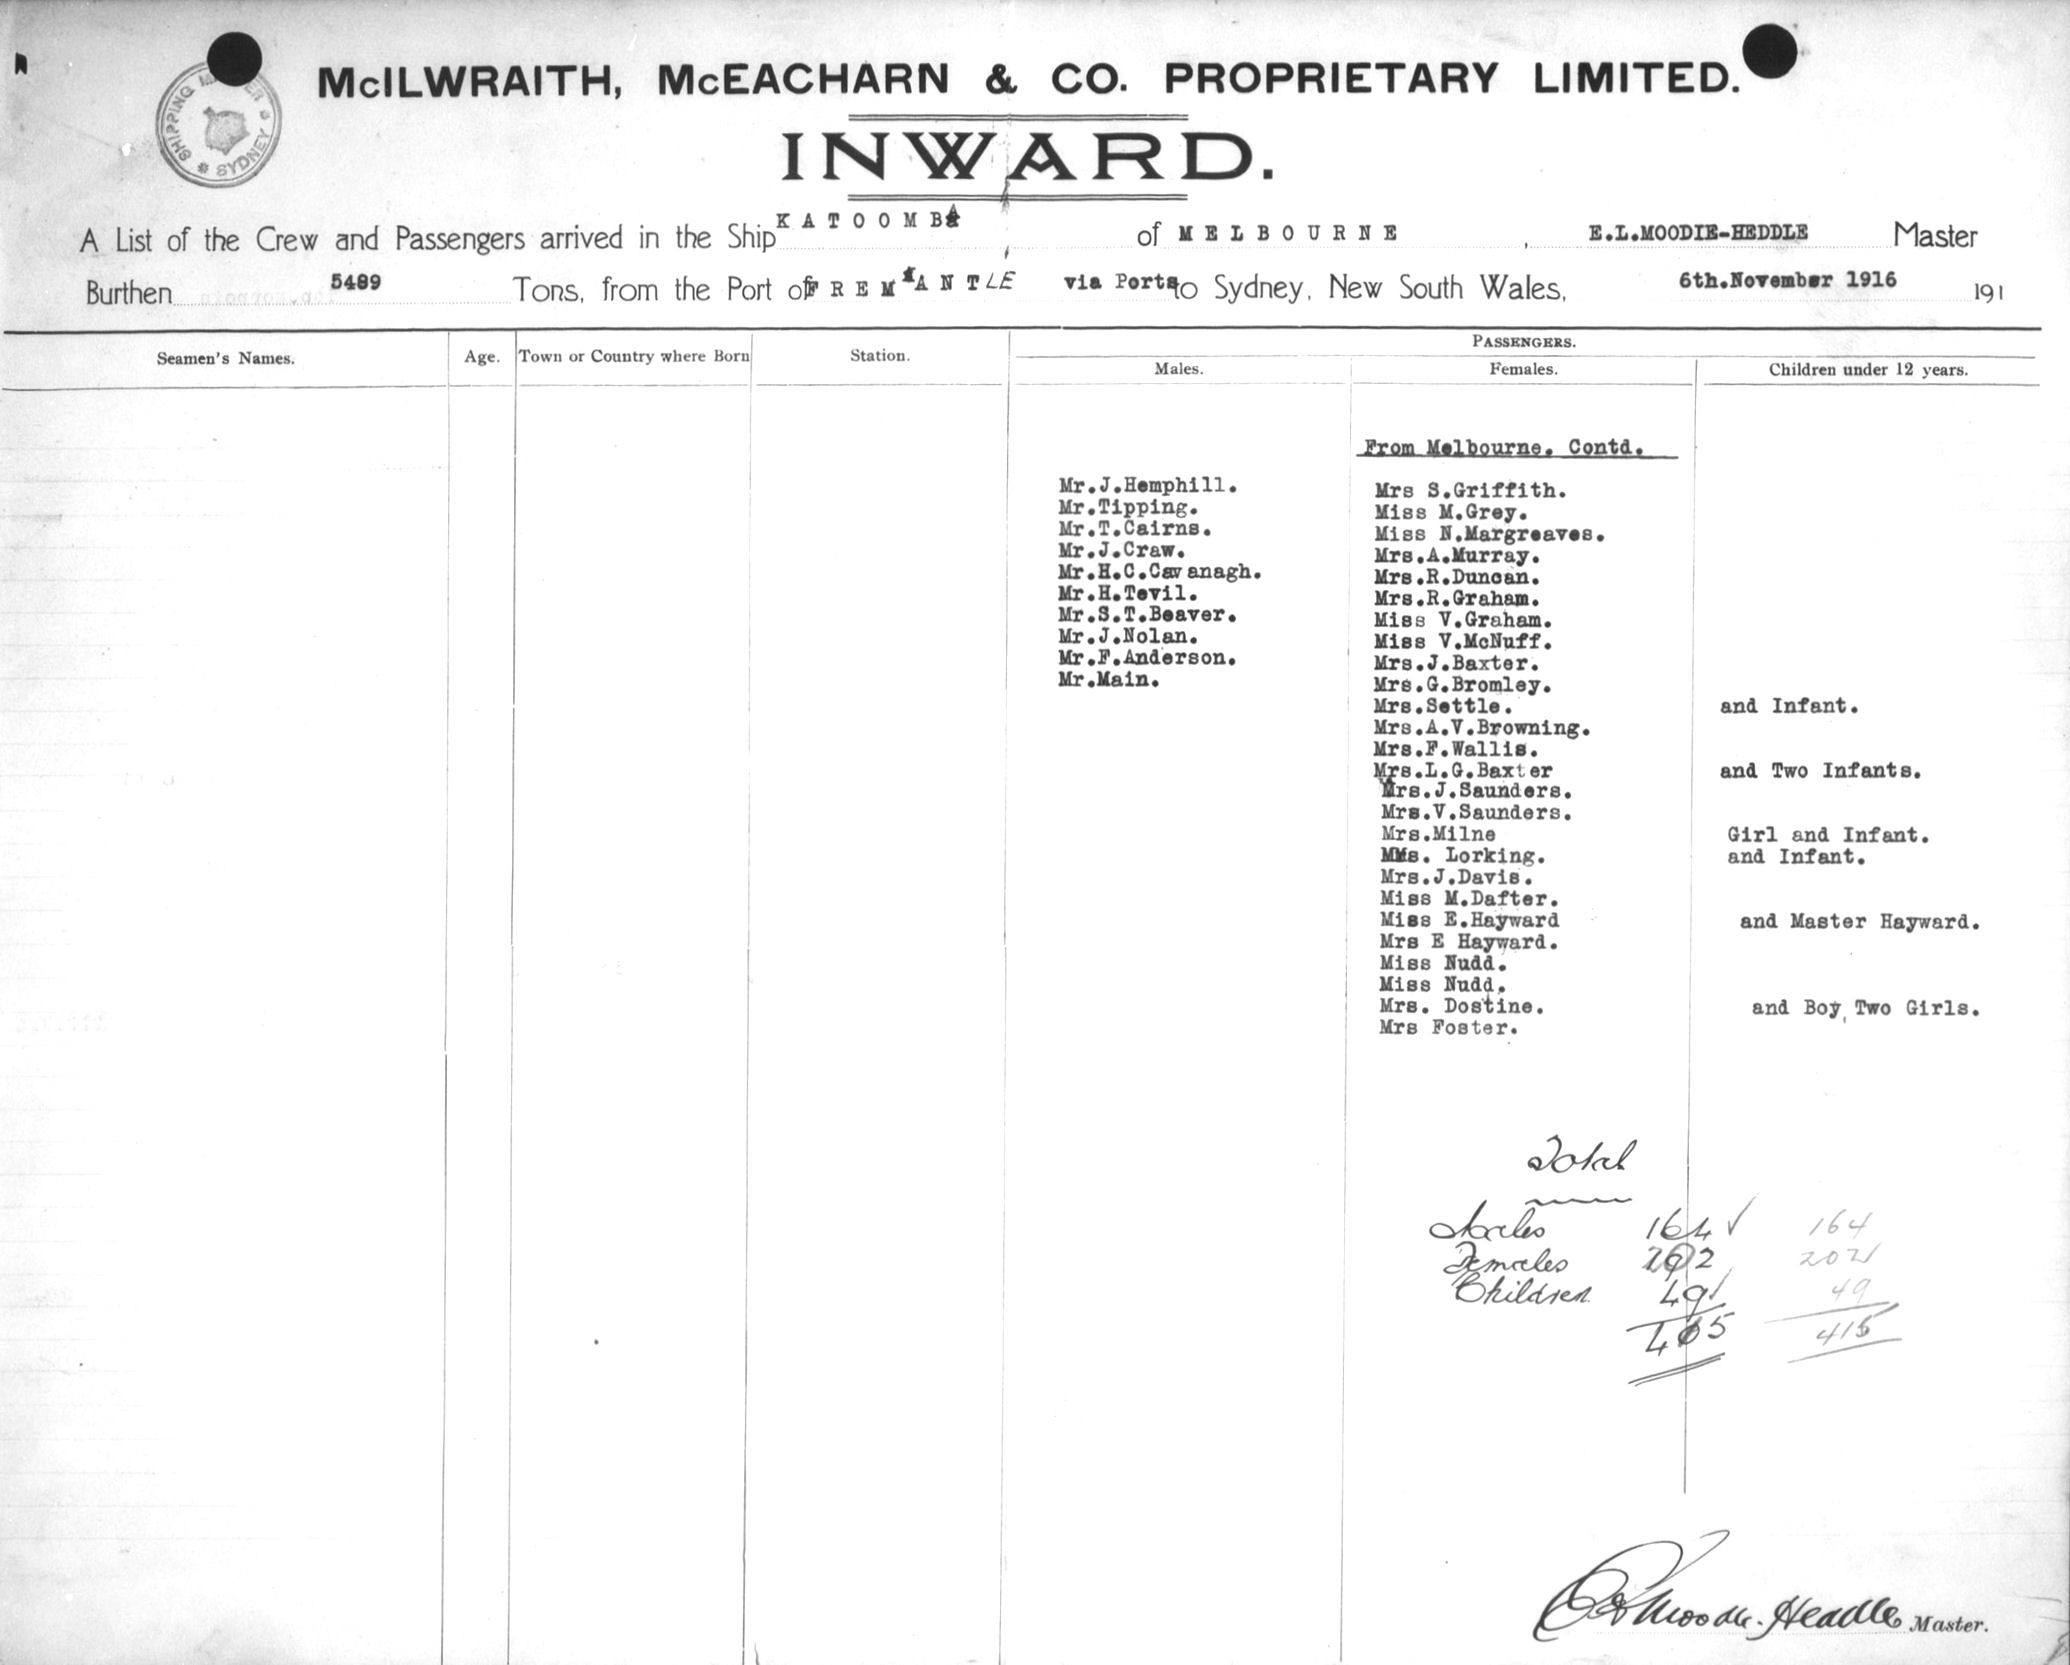 McILWRAITH, McEACHARN & CO. PROPRIETARY LIMITED.
SHIPPING MASTER SYDNEY
INWARD.
A List of the Crew and Passengers arrived in the Ship KATOOMBA of MELBOURNE, E.L.MOODIE-HEDDLE Master
Burthen 5489 Tons, from the Port of FREMANTLE via Ports to Sydney, New South Wales, 6th.November 1916 191
PASSENGERS.
Seamen's Names. Age. Town or Country where Born Station. Males. Females. Children under 12 years.
From Melbourne. Contd.
Mr.J.Hemphill. Mrs S.Griffith.
Mr.Tipping. Miss M.Grey.
Mr.T.Cairns. Miss N.Margreaves.
Mr.J.Craw. Mrs.A.Murray.
Mr.H.C.Cavanagh. Mrs.R.Duncan.
Mr.H.Tevil. Mrs.R.Graham.
Mr.S.T.Beaver. Miss V.Graham.
Mr.J.Nolan. Miss V.McNuff.
Mr.F.Anderson. Mrs.J.Baxter.
Mr.Main. Mrs.G.Bromley.
Mrs.Settle. and Infant.
Mrs.A.V.Browning.
Mrs.F.Wallis.
Mrs.L.G.Baxter and Two Infants.
Mrs.J.Saunders.
Mrs.V.Saunders.
Mrs.Milne Girl and Infant.
Mrs. Lorking. and Infant.
Mrs.J.Davis.
Miss M.Dafter.
Miss E.Hayward and Master Hayward.
Mrs E Hayward.
Miss Nudd.
Miss Nudd.
Mrs. Dostine. and Boy, Two Girls.
Mrs Foster.
Total
Males 164 164
Females 202 202
Children 49 49
415 415
E L Moodie-Heddle Master.